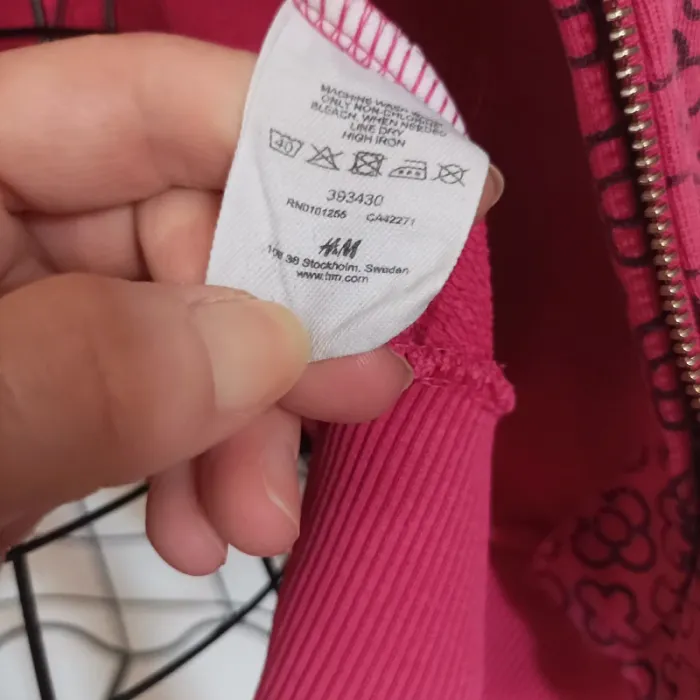 MACHINE WASH
ONLY NON-CHLORINE
BLEACH, WHEN NEEDED
LINE DRY
HIGH IRON
40
393430
RN0101255 CA42271
H&M
106 38 Stockholm, Sweden
www.hm.com